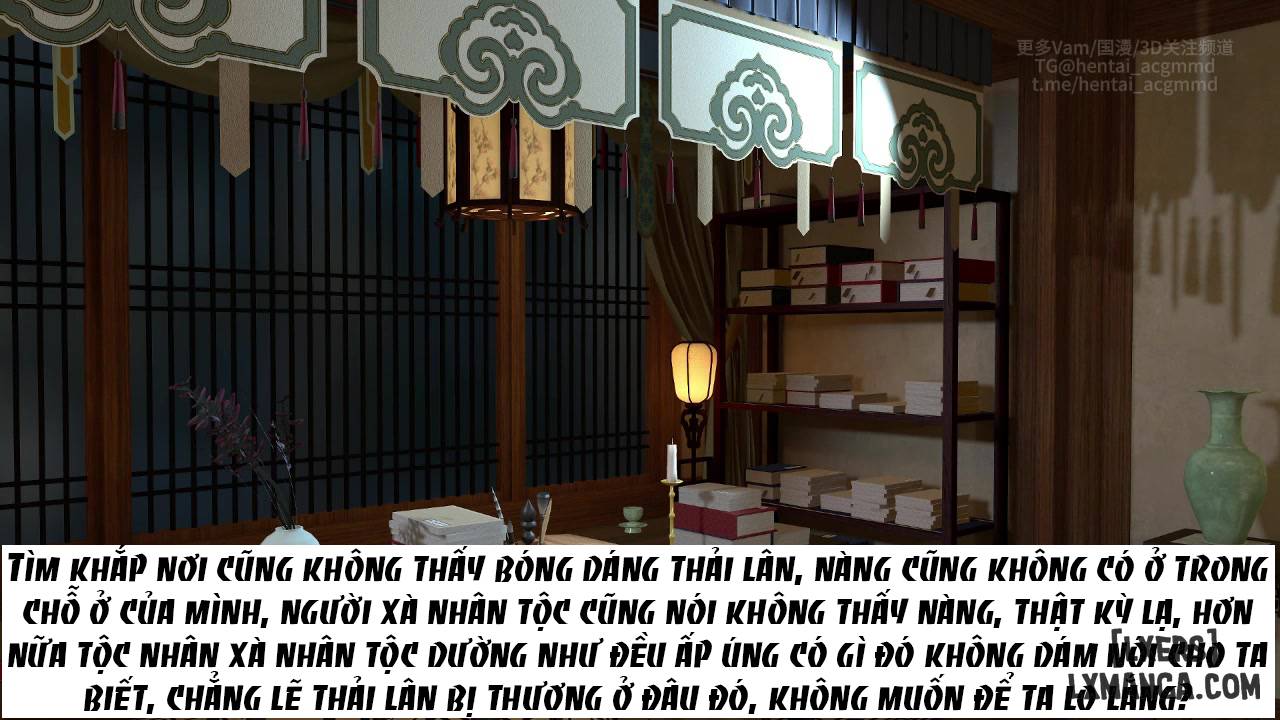 更多Vam/国漫/3D关注频道
TG@hentai_acgmmd
t.me/hentai_acgmmd
TÌM KHẮP NƠI CŨNG KHÔNG THẤY BÓNG DÁNG THẢI LÂN, NÀNG CŨNG KHÔNG CÓ Ở TRONG
CHỖ Ở CỦA MÌNH, NGƯỜI XÀ NHÂN TỘC CŨNG NÓI KHÔNG THẤY NÀNG, THẬT KỲ LẠ, HƠN
NỮA TỘC NHÂN XÀ NHÂN TỘC DƯỜNG NHƯ ĐỀU ẤP ÚNG CÓ GÌ ĐÓ KHÔNG DÁM NÓI CHO TA
BIẾT, CHẲNG LẼ THẢI LÂN BỊ THƯƠNG Ở ĐÂU ĐÓ, KHÔNG MUỐN ĐỂ TA LO LẮNG?
[LXERS]
LXMANGA.COM